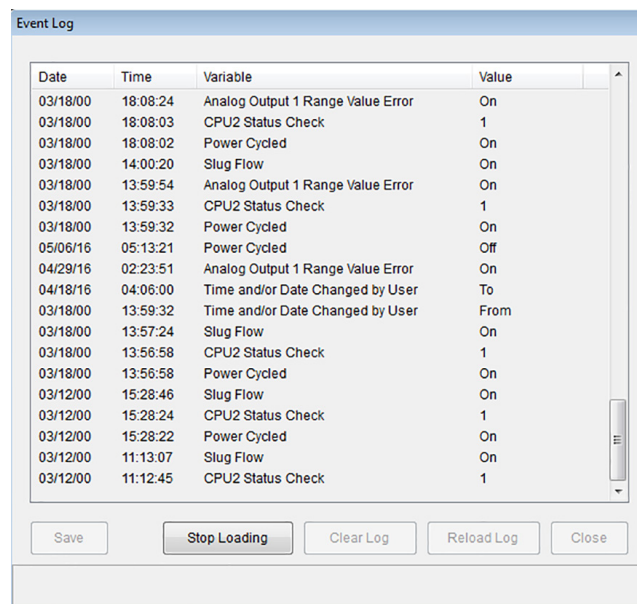 Event Log
Date Time Variable Value
03/18/00 18:08:24 Analog Output 1 Range Value Error On
03/18/00 18:08:03 CPU2 Status Check 1
03/18/00 18:08:02 Power Cycled On
03/18/00 14:00:20 Slug Flow On
03/18/00 13:59:54 Analog Output 1 Range Value Error On
03/18/00 13:59:33 CPU2 Status Check 1
03/18/00 13:59:32 Power Cycled On
05/06/16 05:13:21 Power Cycled Off
04/29/16 02:23:51 Analog Output 1 Range Value Error On
04/18/16 04:06:00 Time and/or Date Changed by User To
03/18/00 13:59:32 Time and/or Date Changed by User From
03/18/00 13:57:24 Slug Flow On
03/18/00 13:56:58 CPU2 Status Check 1
03/18/00 13:56:58 Power Cycled On
03/12/00 15:28:46 Slug Flow On
03/12/00 15:28:24 CPU2 Status Check 1
03/12/00 15:28:22 Power Cycled On
03/12/00 11:13:07 Slug Flow On
03/12/00 11:12:45 CPU2 Status Check 1
Save Stop Loading Clear Log Reload Log Close